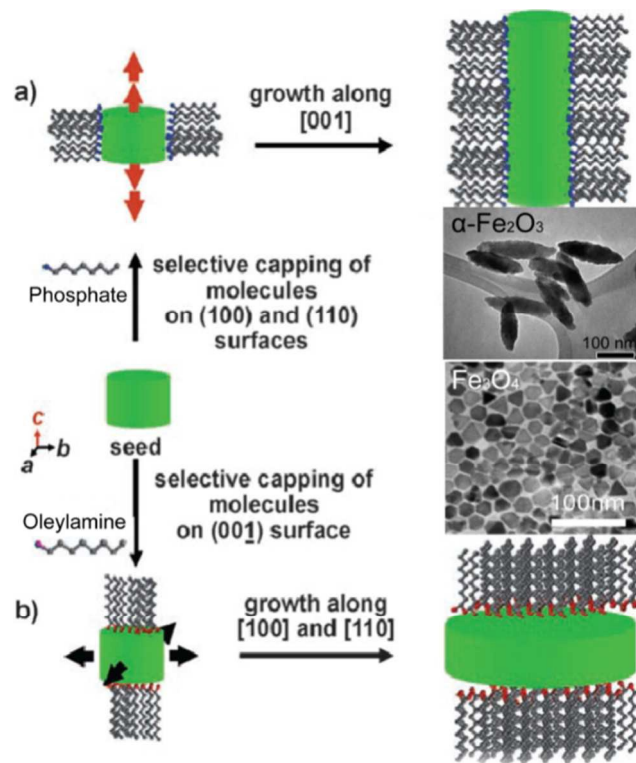 a)
growth along
[001]
α-Fe₂O₃
100 nm
Phosphate
selective capping of
molecules
on (100) and (110)
surfaces
Fe₃O₄
100nm
c
a
b
seed
selective capping of
molecules
on (001̲) surface
Oleylamine
b)
growth along
[100] and [110]